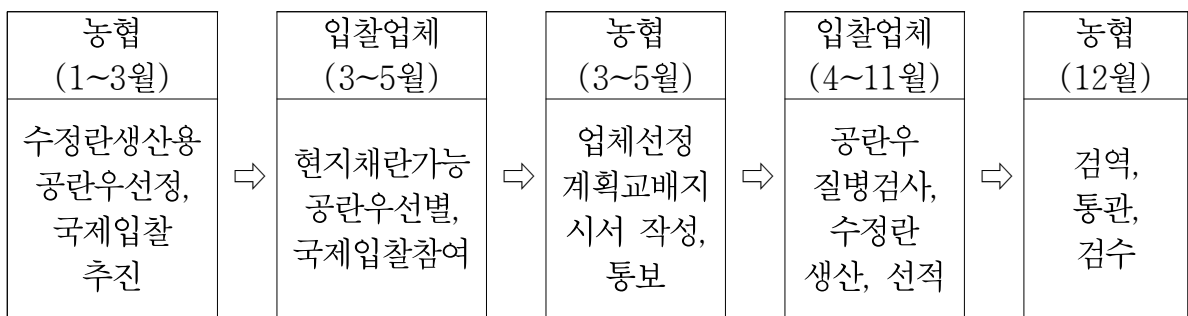 농협
(1~3월)
수정란생산용
공란우선정,
국제입찰
추진
⇨
입찰업체
(3~5월)
현지채란가능
공란우선별,
국제입찰참여
⇨
농협
(3~5월)
업체선정
계획교배지
시서 작성,
통보
⇨
입찰업체
(4~11월)
공란우
질병검사,
수정란
생산, 선적
⇨
농협
(12월)
검역,
통관,
검수